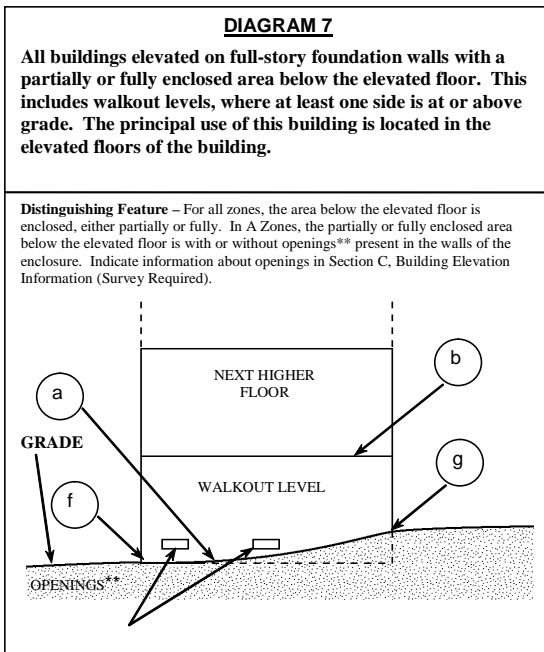 DIAGRAM 7
All buildings elevated on full-story foundation walls with a
partially or fully enclosed area below the elevated floor.  This
includes walkout levels, where at least one side is at or above
grade.  The principal use of this building is located in the
elevated floors of the building.
Distinguishing Feature – For all zones, the area below the elevated floor is
enclosed, either partially or fully.  In A Zones, the partially or fully enclosed area
below the elevated floor is with or without openings** present in the walls of the
enclosure.  Indicate information about openings in Section C, Building Elevation
Information (Survey Required).
NEXT HIGHER
FLOOR
b
a
GRADE
g
WALKOUT LEVEL
f
OPENINGS**